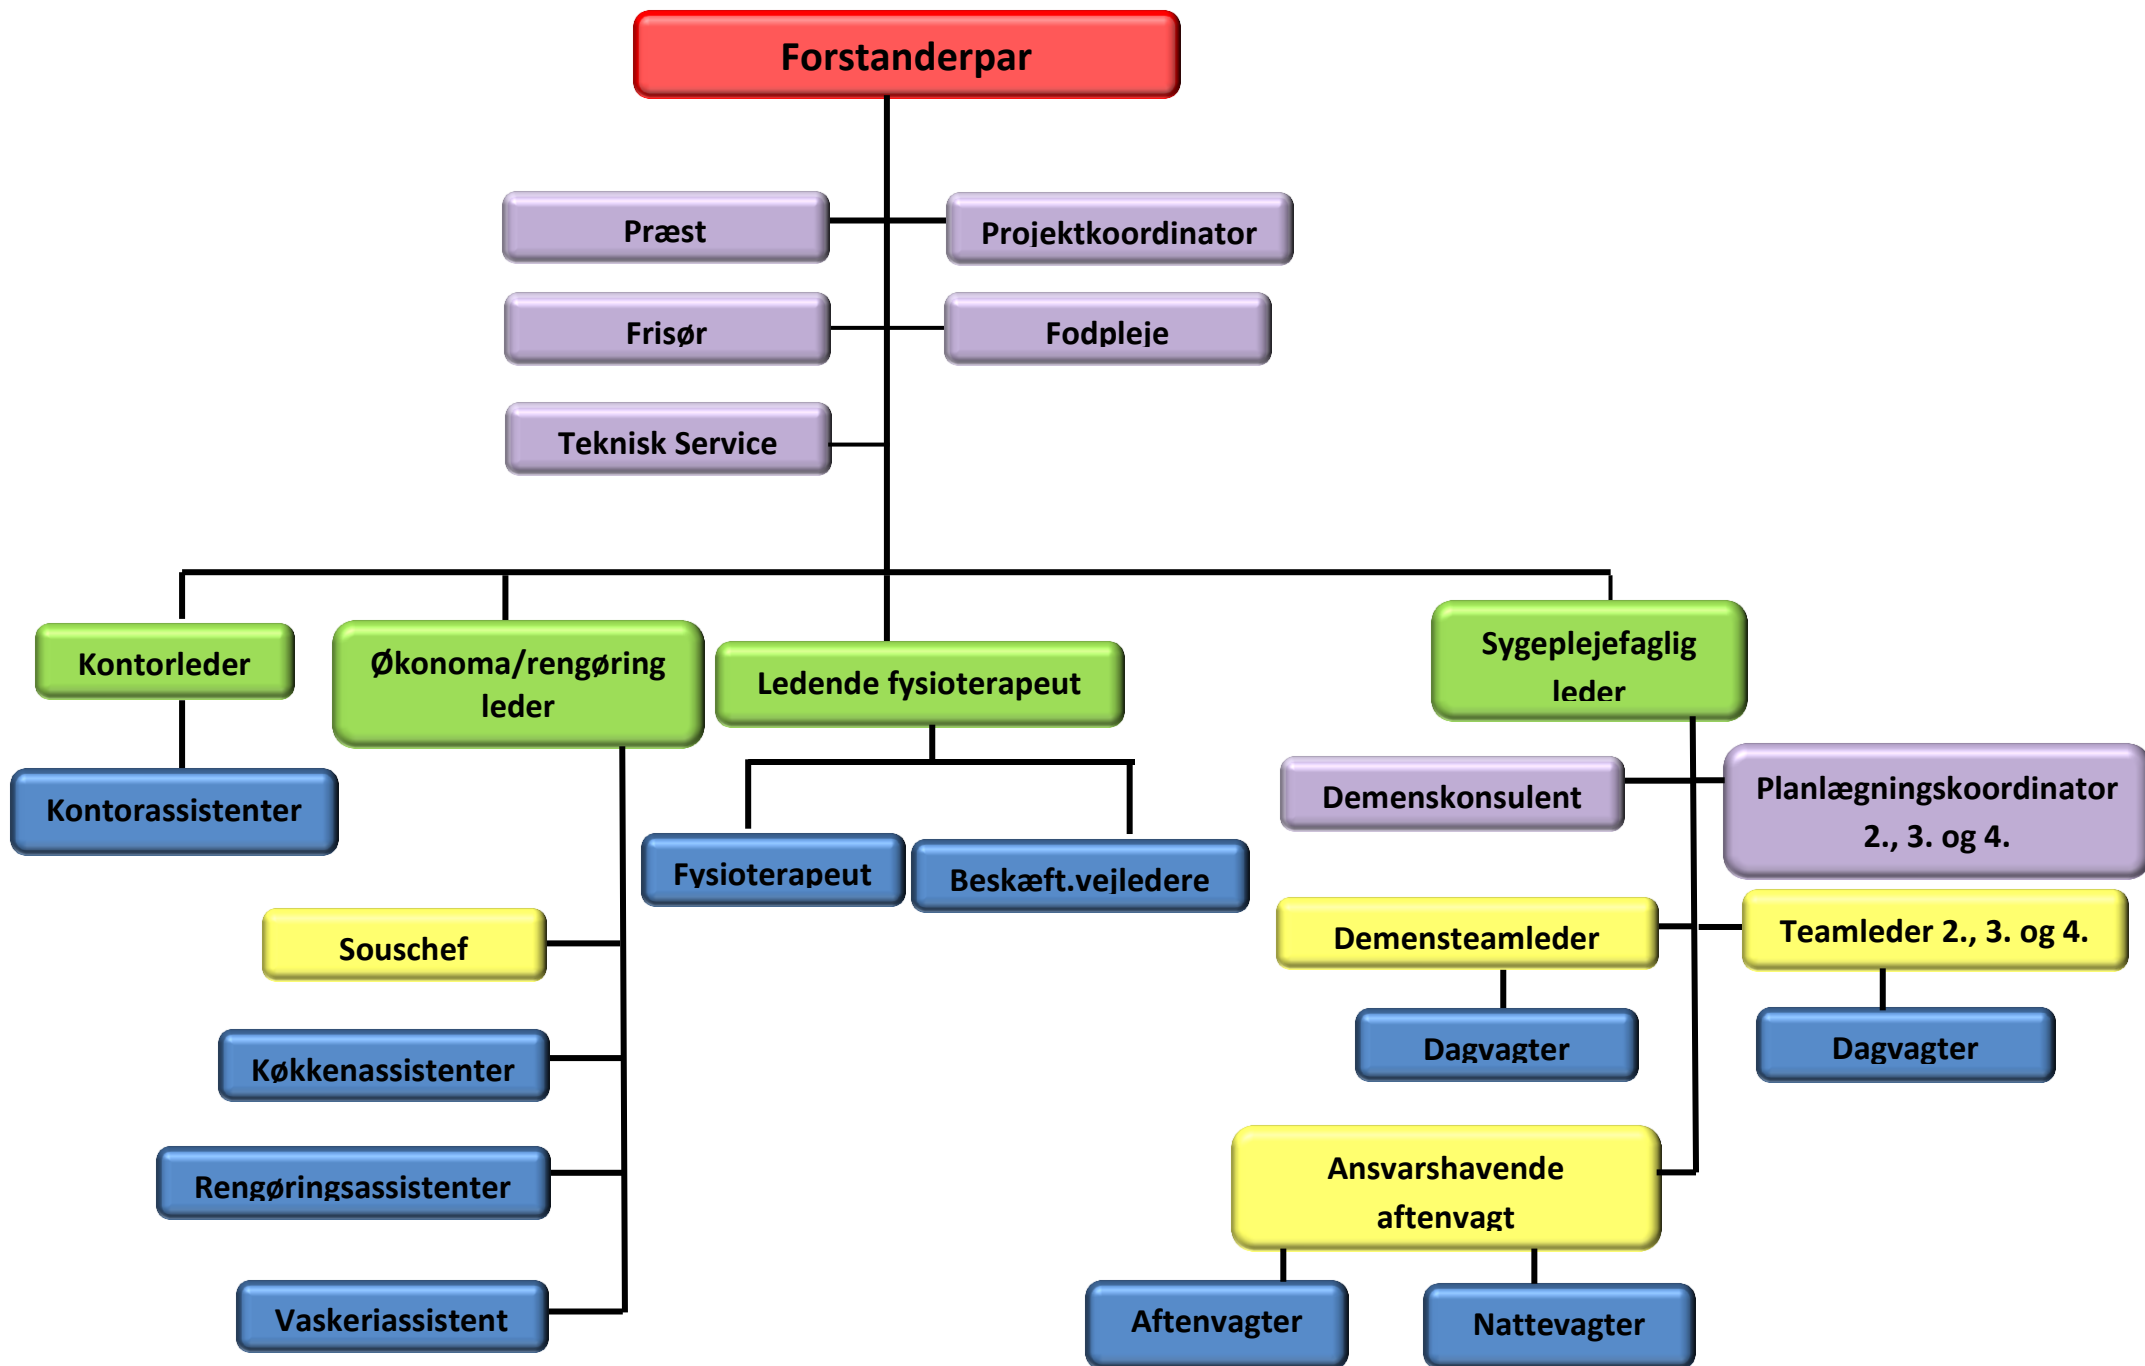 Forstanderpar
Præst
Projektkoordinator
Frisør
Fodpleje
Teknisk Service
Kontorleder
Økonoma/rengøring
leder
Ledende fysioterapeut
Sygeplejefaglig
leder
Kontorassistenter
Fysioterapeut
Beskæft.vejledere
Demenskonsulent
Planlægningskoordinator
2., 3. og 4.
Souschef
Demensteamleder
Teamleder 2., 3. og 4.
Køkkenassistenter
Dagvagter
Dagvagter
Rengøringsassistenter
Ansvarshavende
aftenvagt
Vaskeriassistent
Aftenvagter
Nattevagter